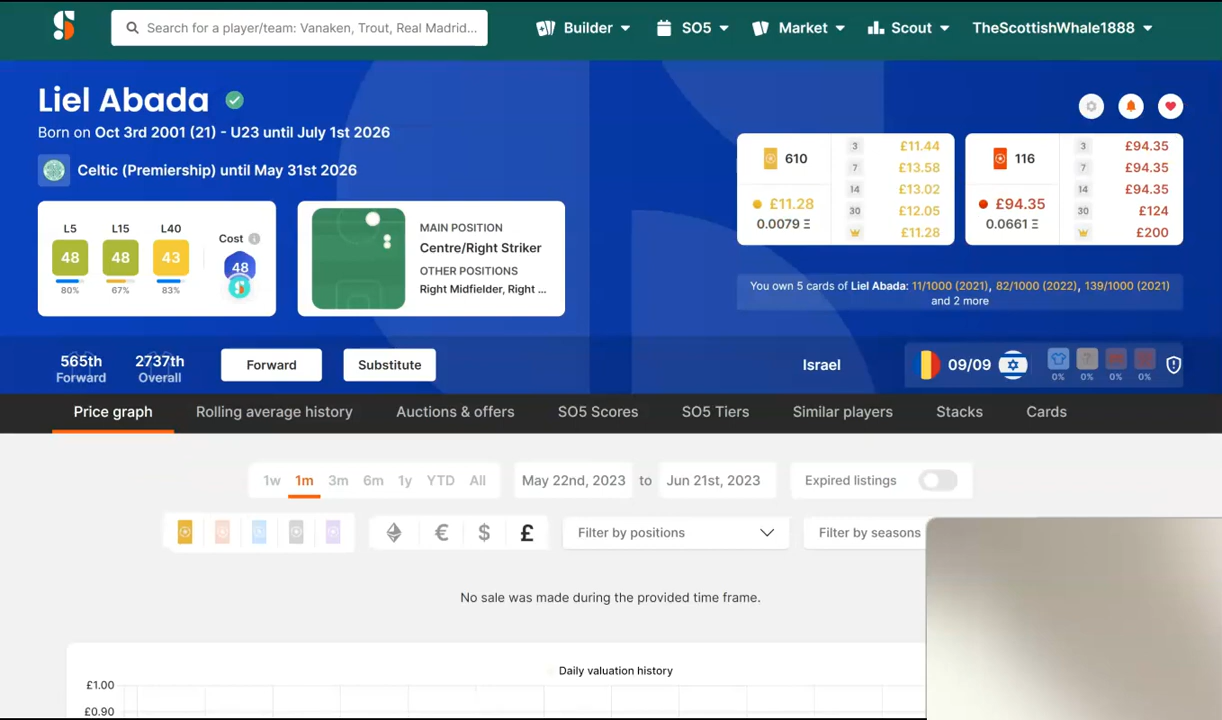 Search for a player/team: Vanaken, Trout, Real Madrid...
Builder
SO5
Market
Scout
TheScottishWhale1888
Liel Abada
Born on Oct 3rd 2001 (21) - U23 until July 1st 2026
Celtic (Premiership) until May 31st 2026
L5 L15 L40 Cost
48 48 43 48
80% 67% 83%
MAIN POSITION
Centre/Right Striker
OTHER POSITIONS
Right Midfielder, Right ...
610
£11.28
0.0079 Ξ
3 £11.44
7 £13.58
14 £13.02
30 £12.05
£11.28
116
£94.35
0.0661 Ξ
3 £94.35
7 £94.35
14 £94.35
30 £124
£200
You own 5 cards of Liel Abada: 11/1000 (2021), 82/1000 (2022), 139/1000 (2021)
and 2 more
565th
Forward
2737th
Overall
Forward
Substitute
Israel
09/09
0% 0% 0% 0%
Price graph
Rolling average history
Auctions & offers
SO5 Scores
SO5 Tiers
Similar players
Stacks
Cards
1w 1m 3m 6m 1y YTD All
May 22nd, 2023 to Jun 21st, 2023
Expired listings
€ $ £
Filter by positions
Filter by seasons
No sale was made during the provided time frame.
Daily valuation history
£1.00
£0.90